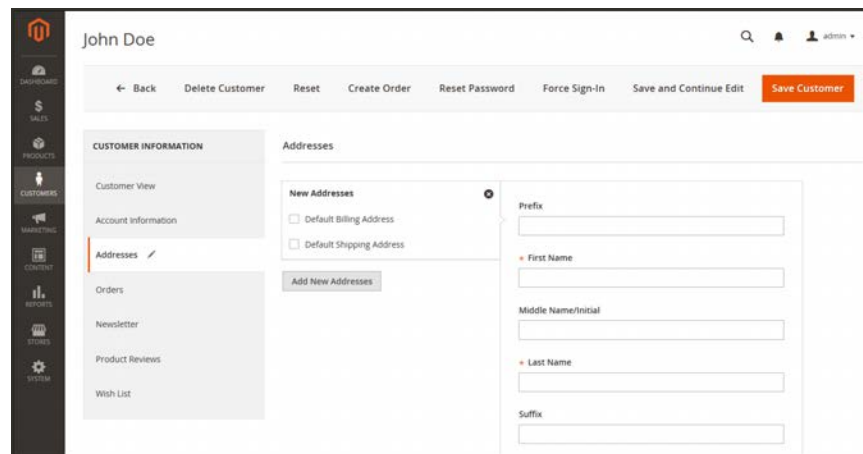 John Doe
admin
DASHBOARD
SALES
PRODUCTS
CUSTOMERS
MARKETING
CONTENT
REPORTS
STORES
SYSTEM
Back Delete Customer Reset Create Order Reset Password Force Sign-In Save and Continue Edit Save Customer
CUSTOMER INFORMATION
Customer View
Account Information
Addresses
Orders
Newsletter
Product Reviews
Wish List
Addresses
New Addresses
Default Billing Address
Default Shipping Address
Add New Addresses
Prefix
* First Name
Middle Name/Initial
* Last Name
Suffix